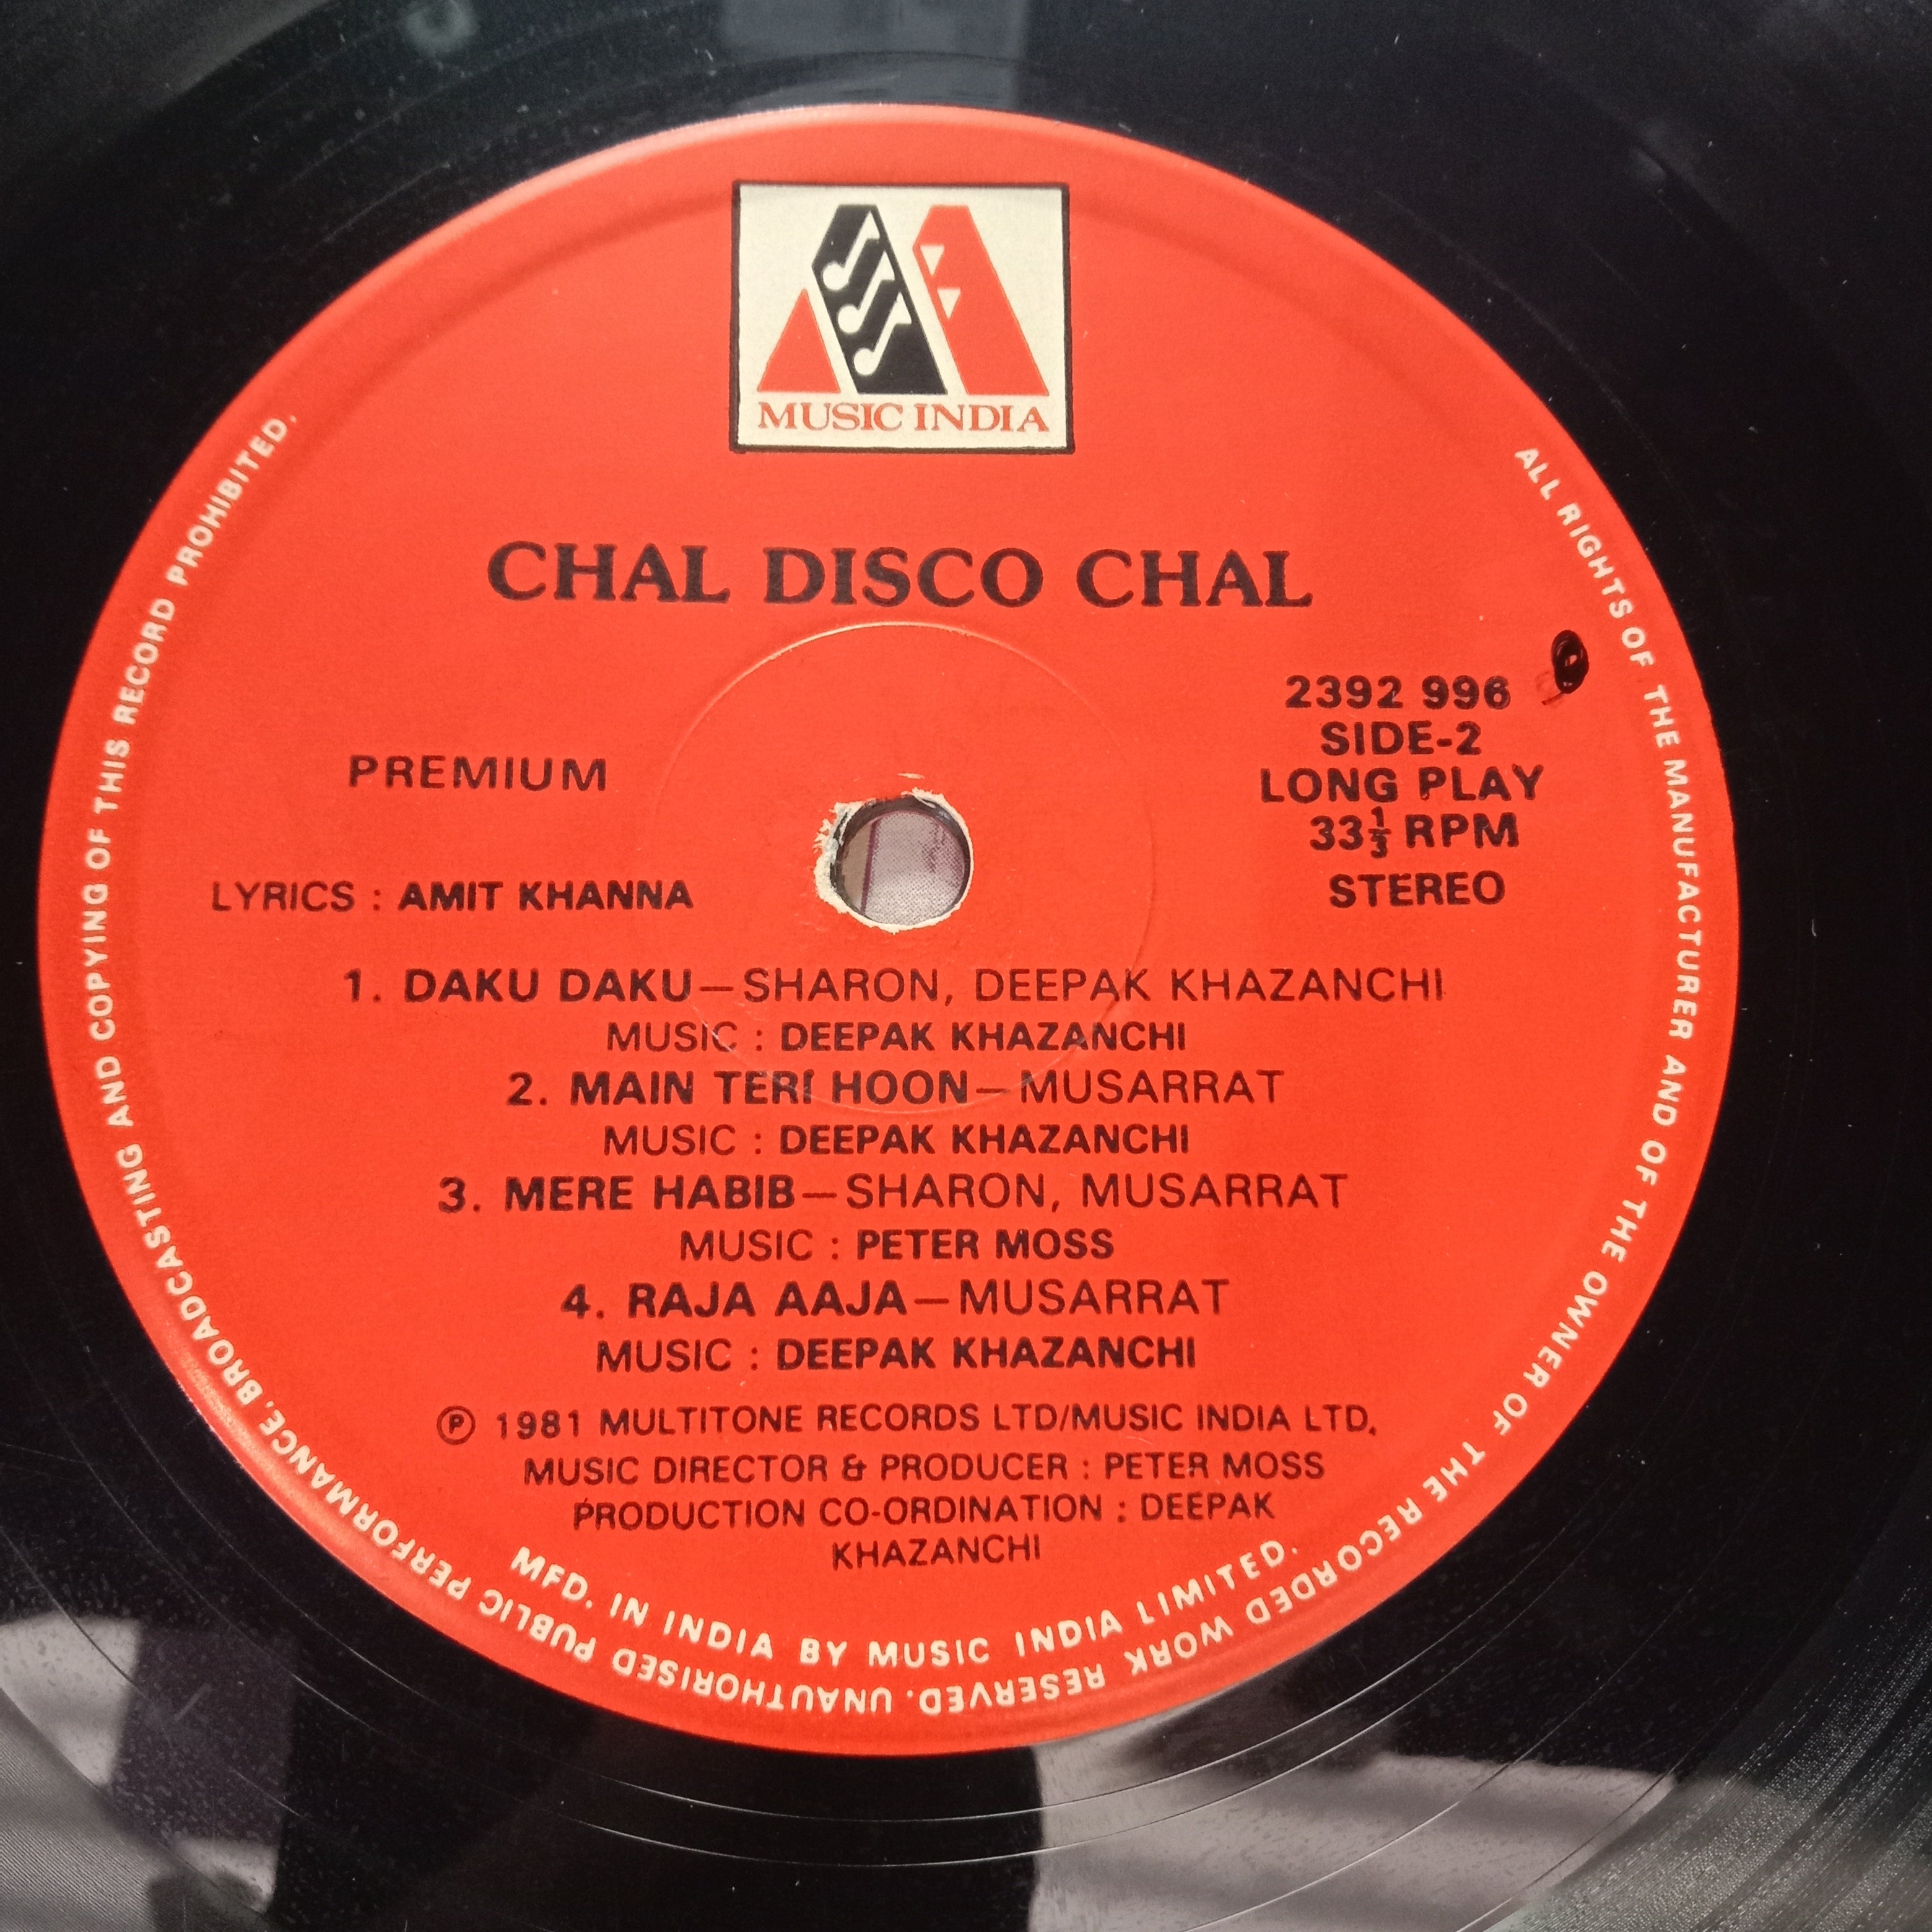 MUSIC INDIA
CHAL DISCO CHAL
2392 996
SIDE-2
LONG PLAY
33⅓ RPM
STEREO
PREMIUM
LYRICS : AMIT KHANNA
1. DAKU DAKU—SHARON, DEEPAK KHAZANCHI
MUSIC : DEEPAK KHAZANCHI
2. MAIN TERI HOON—MUSARRAT
MUSIC : DEEPAK KHAZANCHI
3. MERE HABIB—SHARON, MUSARRAT
MUSIC : PETER MOSS
4. RAJA AAJA—MUSARRAT
MUSIC : DEEPAK KHAZANCHI
℗ 1981 MULTITONE RECORDS LTD/MUSIC INDIA LTD,
MUSIC DIRECTOR & PRODUCER : PETER MOSS
PRODUCTION CO-ORDINATION : DEEPAK
KHAZANCHI
MFD. IN INDIA BY MUSIC INDIA LIMITED.
ALL RIGHTS OF THE MANUFACTURER AND OF THE OWNER OF THE RECORDED WORK RESERVED. UNAUTHORISED PUBLIC PERFORMANCE, BROADCASTING AND COPYING OF THIS RECORD PROHIBITED.